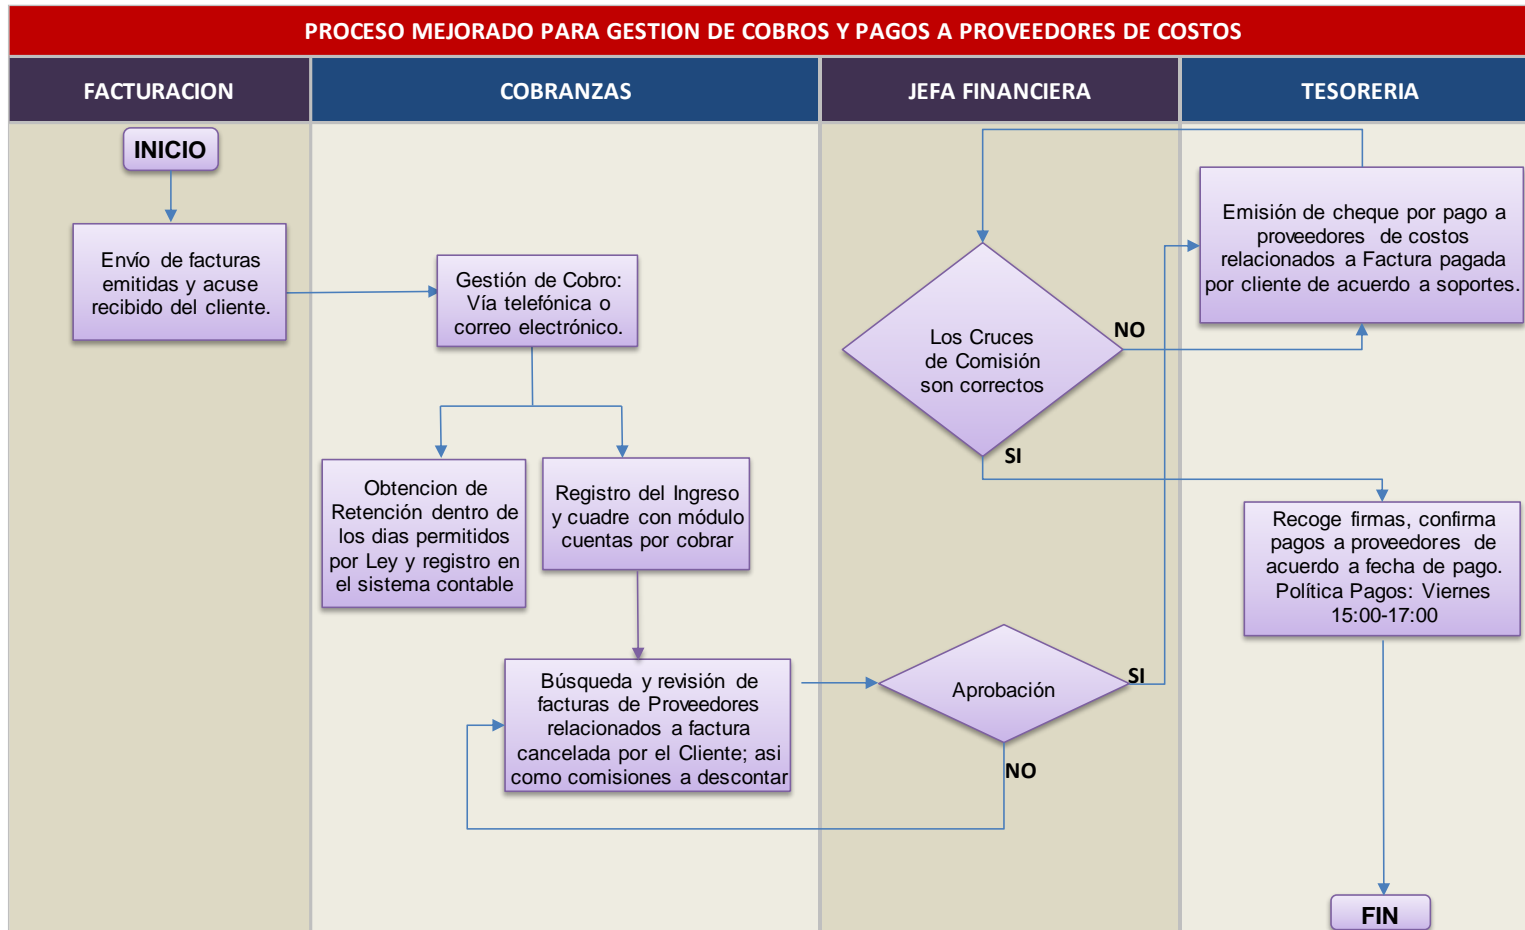 PROCESO MEJORADO PARA GESTION DE COBROS Y PAGOS A PROVEEDORES DE COSTOS
FACTURACION
COBRANZAS
JEFA FINANCIERA
TESORERIA
INICIO
Envío de facturas
emitidas y acuse
recibido del cliente.
Gestión de Cobro:
Vía telefónica o
correo electrónico.
Obtencion de
Retención dentro de
los dias permitidos
por Ley y registro en
el sistema contable
Registro del Ingreso
y cuadre con módulo
cuentas por cobrar
Búsqueda y revisión de
facturas de Proveedores
relacionados a factura
cancelada por el Cliente; asi
como comisiones a descontar
Aprobación
SI
NO
Emisión de cheque por pago a
proveedores de costos
relacionados a Factura pagada
por cliente de acuerdo a soportes.
Los Cruces
de Comisión
son correctos
NO
SI
Recoge firmas, confirma
pagos a proveedores de
acuerdo a fecha de pago.
Política Pagos: Viernes
15:00-17:00
FIN